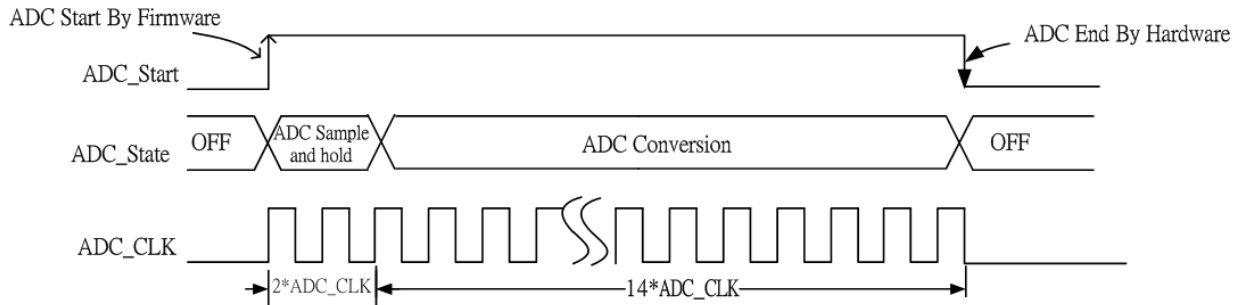 ADC Start By Firmware
ADC End By Hardware
ADC_Start
ADC_State
OFF
ADC Sample
and hold
ADC Conversion
OFF
ADC_CLK
2*ADC_CLK
14*ADC_CLK